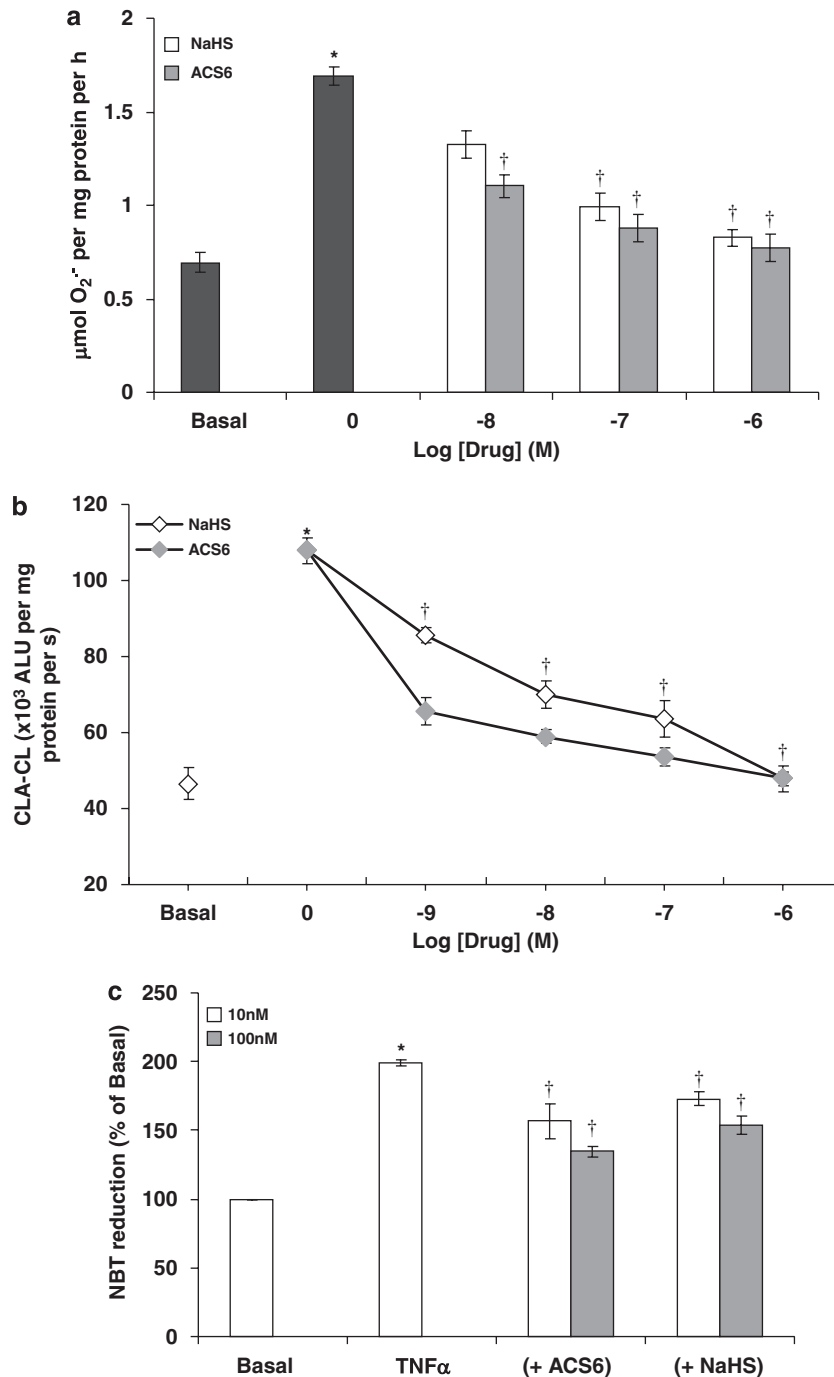 a
NaHS
ACS6
µmol O₂·⁻ per mg protein per h
2
1.5
1
0.5
0
*
†
†
†
†
†
Basal 0 -8 -7 -6
Log [Drug] (M)
b
NaHS
ACS6
CLA-CL (x10³ ALU per mg
protein per s)
120
100
80
60
40
20
*
†
†
†
†
Basal 0 -9 -8 -7 -6
Log [Drug] (M)
c
10nM
100nM
NBT reduction (% of Basal)
250
200
150
100
50
0
*
†
†
†
†
Basal TNFα (+ ACS6) (+ NaHS)